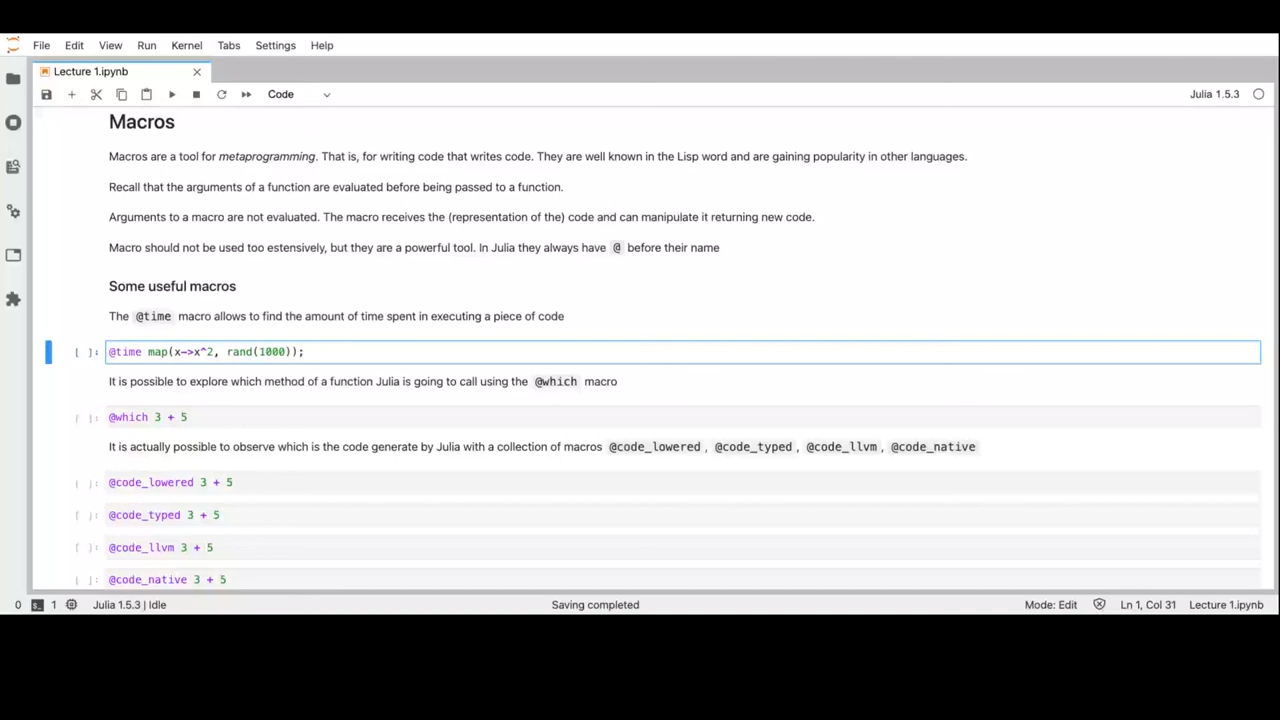 File Edit View Run Kernel Tabs Settings Help
Lecture 1.ipynb
Code
Julia 1.5.3
Macros
Macros are a tool for metaprogramming. That is, for writing code that writes code. They are well known in the Lisp word and are gaining popularity in other languages.
Recall that the arguments of a function are evaluated before being passed to a function.
Arguments to a macro are not evaluated. The macro receives the (representation of the) code and can manipulate it returning new code.
Macro should not be used too estensively, but they are a powerful tool. In Julia they always have @ before their name
Some useful macros
The @time macro allows to find the amount of time spent in executing a piece of code
[ ]: @time map(x->x^2, rand(1000));
It is possible to explore which method of a function Julia is going to call using the @which macro
[ ]: @which 3 + 5
It is actually possible to observe which is the code generate by Julia with a collection of macros @code_lowered , @code_typed , @code_llvm , @code_native
[ ]: @code_lowered 3 + 5
[ ]: @code_typed 3 + 5
[ ]: @code_llvm 3 + 5
[ ]: @code_native 3 + 5
0 $_ 1 Julia 1.5.3 | Idle Saving completed Mode: Edit Ln 1, Col 31 Lecture 1.ipynb